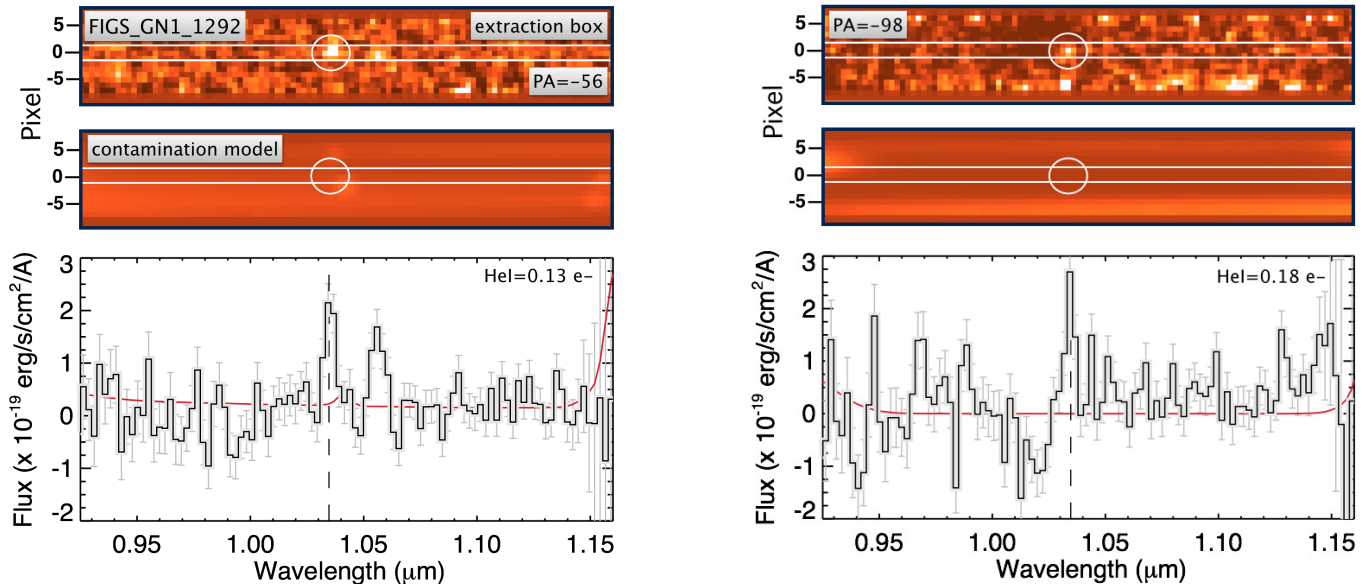 FIGS_GN1_1292
extraction box
PA=-56
5
0
-5
Pixel
contamination model
5
0
-5
HeI=0.13 e-
3
2
1
0
-1
-2
Flux (x 10-19 erg/s/cm2/A)
0.95 1.00 1.05 1.10 1.15
Wavelength (μm)
PA=-98
5
0
-5
Pixel
5
0
-5
HeI=0.18 e-
3
2
1
0
-1
-2
Flux (x 10-19 erg/s/cm2/A)
0.95 1.00 1.05 1.10 1.15
Wavelength (μm)